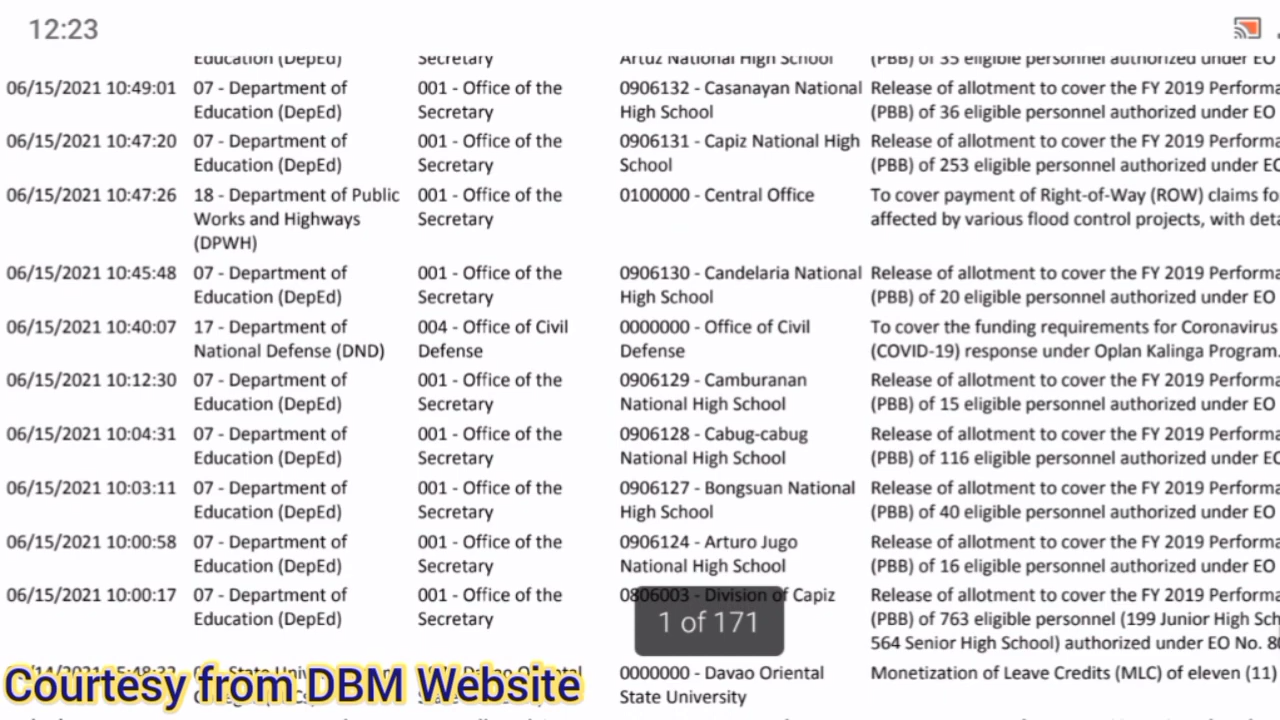 12:23
Education (DepEd) Secretary Artuz National High School (PBB) of 35 eligible personnel authorized under EO
06/15/2021 10:49:01 07 - Department of 001 - Office of the 0906132 - Casanayan National Release of allotment to cover the FY 2019 Performa
Education (DepEd) Secretary High School (PBB) of 36 eligible personnel authorized under EO
06/15/2021 10:47:20 07 - Department of 001 - Office of the 0906131 - Capiz National High Release of allotment to cover the FY 2019 Performa
Education (DepEd) Secretary School (PBB) of 253 eligible personnel authorized under EO
06/15/2021 10:47:26 18 - Department of Public 001 - Office of the 0100000 - Central Office To cover payment of Right-of-Way (ROW) claims fo
Works and Highways Secretary affected by various flood control projects, with deta
(DPWH)
06/15/2021 10:45:48 07 - Department of 001 - Office of the 0906130 - Candelaria National Release of allotment to cover the FY 2019 Performa
Education (DepEd) Secretary High School (PBB) of 20 eligible personnel authorized under EO
06/15/2021 10:40:07 17 - Department of 004 - Office of Civil 0000000 - Office of Civil To cover the funding requirements for Coronavirus
National Defense (DND) Defense Defense (COVID-19) response under Oplan Kalinga Program.
06/15/2021 10:12:30 07 - Department of 001 - Office of the 0906129 - Camburanan Release of allotment to cover the FY 2019 Performa
Education (DepEd) Secretary National High School (PBB) of 15 eligible personnel authorized under EO
06/15/2021 10:04:31 07 - Department of 001 - Office of the 0906128 - Cabug-cabug Release of allotment to cover the FY 2019 Performa
Education (DepEd) Secretary National High School (PBB) of 116 eligible personnel authorized under EO
06/15/2021 10:03:11 07 - Department of 001 - Office of the 0906127 - Bongsuan National Release of allotment to cover the FY 2019 Performa
Education (DepEd) Secretary High School (PBB) of 40 eligible personnel authorized under EO
06/15/2021 10:00:58 07 - Department of 001 - Office of the 0906124 - Arturo Jugo Release of allotment to cover the FY 2019 Performa
Education (DepEd) Secretary National High School (PBB) of 16 eligible personnel authorized under EO
06/15/2021 10:00:17 07 - Department of 001 - Office of the 0806003 - Division of Capiz Release of allotment to cover the FY 2019 Performa
Education (DepEd) Secretary (PBB) of 763 eligible personnel (199 Junior High Sch
1 of 171
564 Senior High School) authorized under EO No. 80
0000000 - Davao Oriental Monetization of Leave Credits (MLC) of eleven (11)
State University
Courtesy from DBM Website